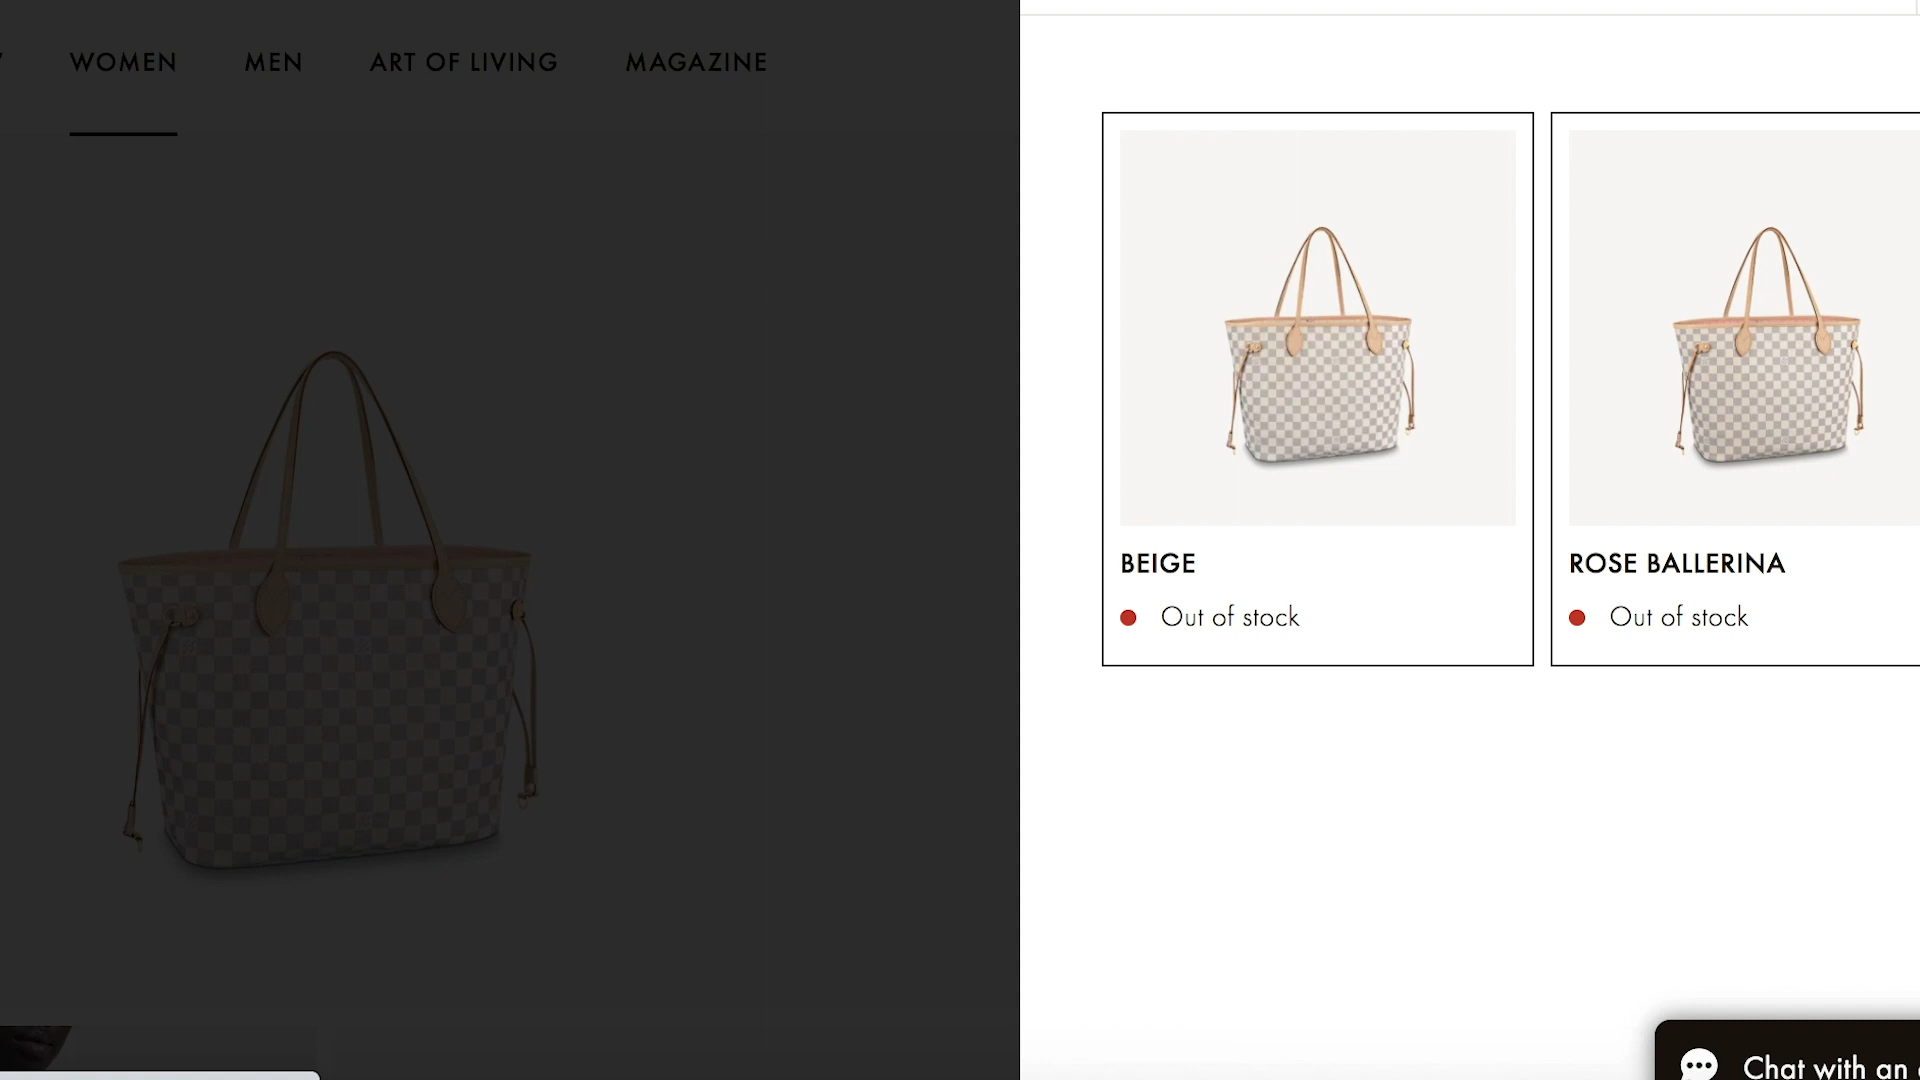 WOMEN MEN ART OF LIVING MAGAZINE
BEIGE
Out of stock
ROSE BALLERINA
Out of stock
Chat with an